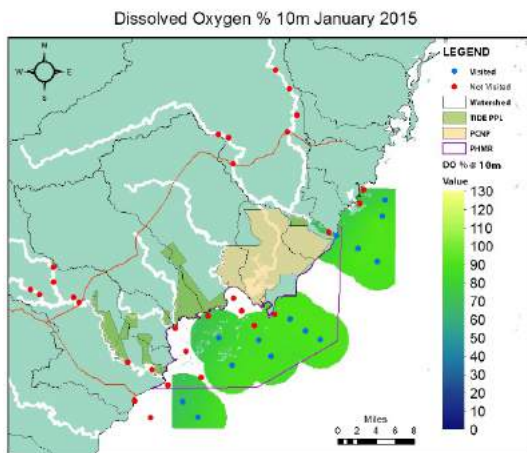 Dissolved Oxygen % 10m January 2015
N
W E
S
LEGEND
Visited
Not Visited
Watershed
TIDE PPL
PCNP
PHMR
DO % @ 10m
Value
130
120
110
100
90
80
70
60
50
40
30
20
10
0
Miles
0 2 4 6 8